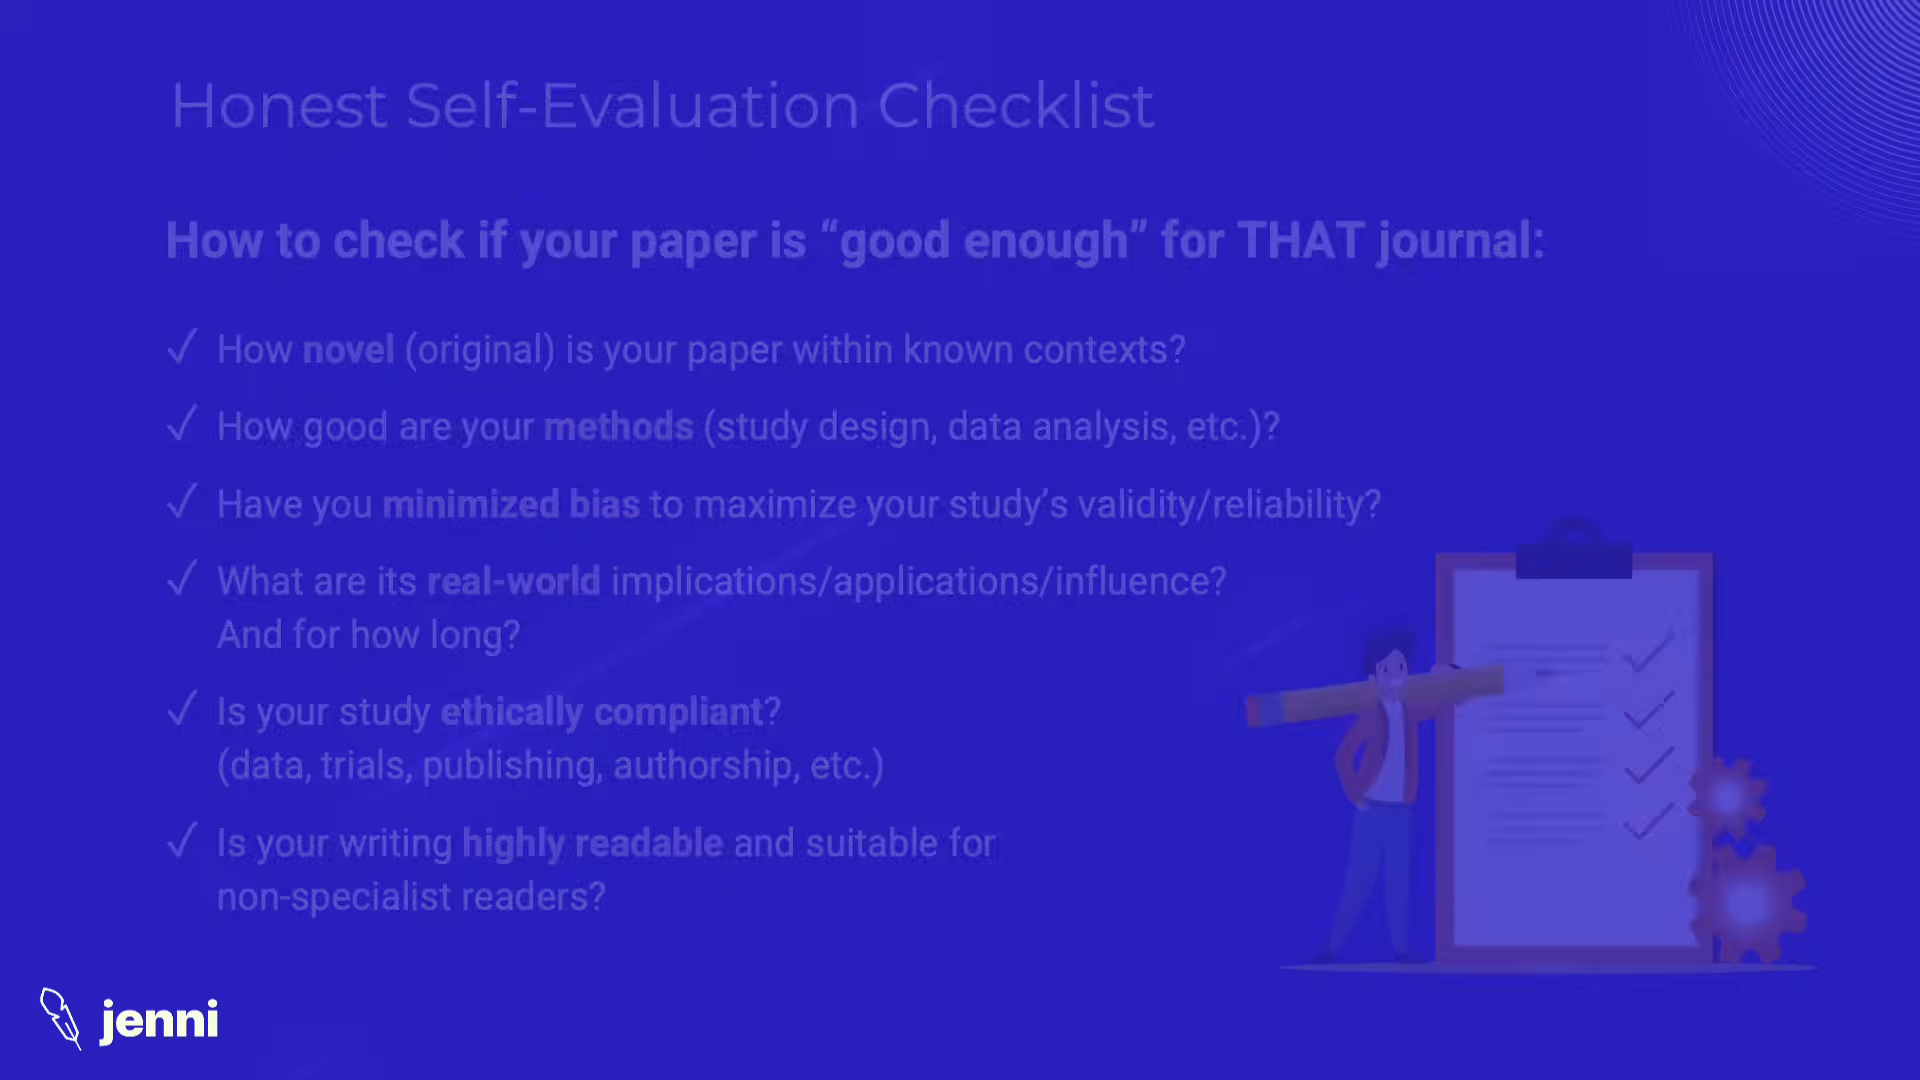 Honest Self-Evaluation Checklist
How to check if your paper is “good enough” for THAT journal:
✓ How novel (original) is your paper within known contexts?
✓ How good are your methods (study design, data analysis, etc.)?
✓ Have you minimized bias to maximize your study’s validity/reliability?
✓ What are its real-world implications/applications/influence?
And for how long?
✓ Is your study ethically compliant?
(data, trials, publishing, authorship, etc.)
✓ Is your writing highly readable and suitable for
non-specialist readers?
jenni